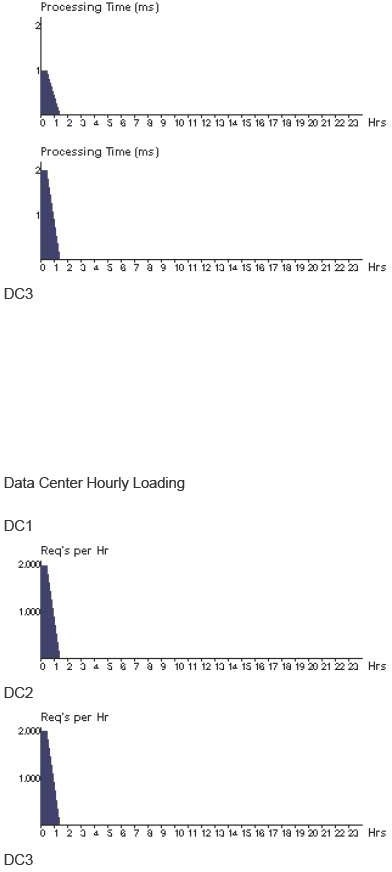 Processing Time (ms)
2
1
0 1 2 3 4 5 6 7 8 9 10 11 12 13 14 15 16 17 18 19 20 21 22 23 Hrs
Processing Time (ms)
2
1
0 1 2 3 4 5 6 7 8 9 10 11 12 13 14 15 16 17 18 19 20 21 22 23 Hrs
DC3
Data Center Hourly Loading
DC1
Req's per Hr
2.000
1.000
0 1 2 3 4 5 6 7 8 9 10 11 12 13 14 15 16 17 18 19 20 21 22 23 Hrs
DC2
Req's per Hr
2.000
1.000
0 1 2 3 4 5 6 7 8 9 10 11 12 13 14 15 16 17 18 19 20 21 22 23 Hrs
DC3